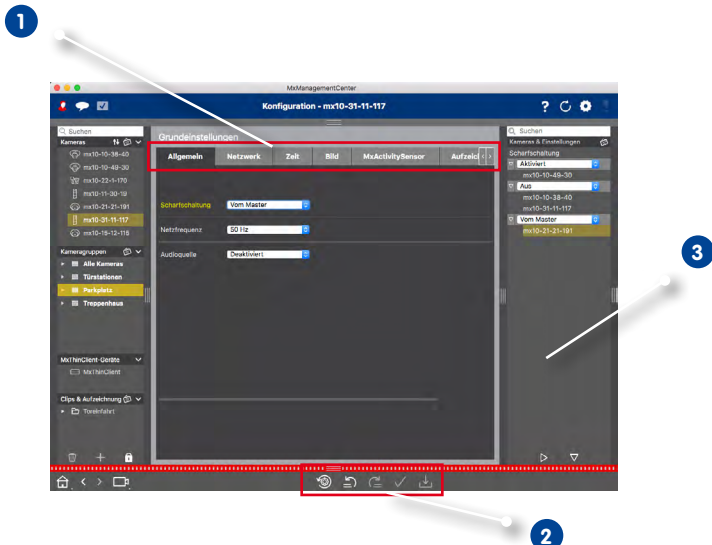 1
MxManagementCenter
Konfiguration - mx10-31-11-117
?
Suchen
Kameras
mx10-10-38-40
mx10-10-49-30
mx10-22-1-170
mx10-11-30-19
mx10-21-21-191
mx10-31-11-117
mx10-18-12-115
Kameragruppen
Alle Kameras
Türstationen
Parkplatz
Treppenhaus
MxThinClient-Geräte
MxThinClient
Clips & Aufzeichnung
Toreinfahrt
Grundeinstellungen
Allgemein Netzwerk Zeit Bild MxActivitySensor Aufzeic
Scharfschaltung Vom Master
Netzfrequenz 50 Hz
Audioquelle Deaktiviert
Suchen
Kameras & Einstellungen
Scharfschaltung
Aktiviert
mx10-10-49-30
Aus
mx10-10-38-40
mx10-31-11-117
Vom Master
mx10-21-21-191
3
2